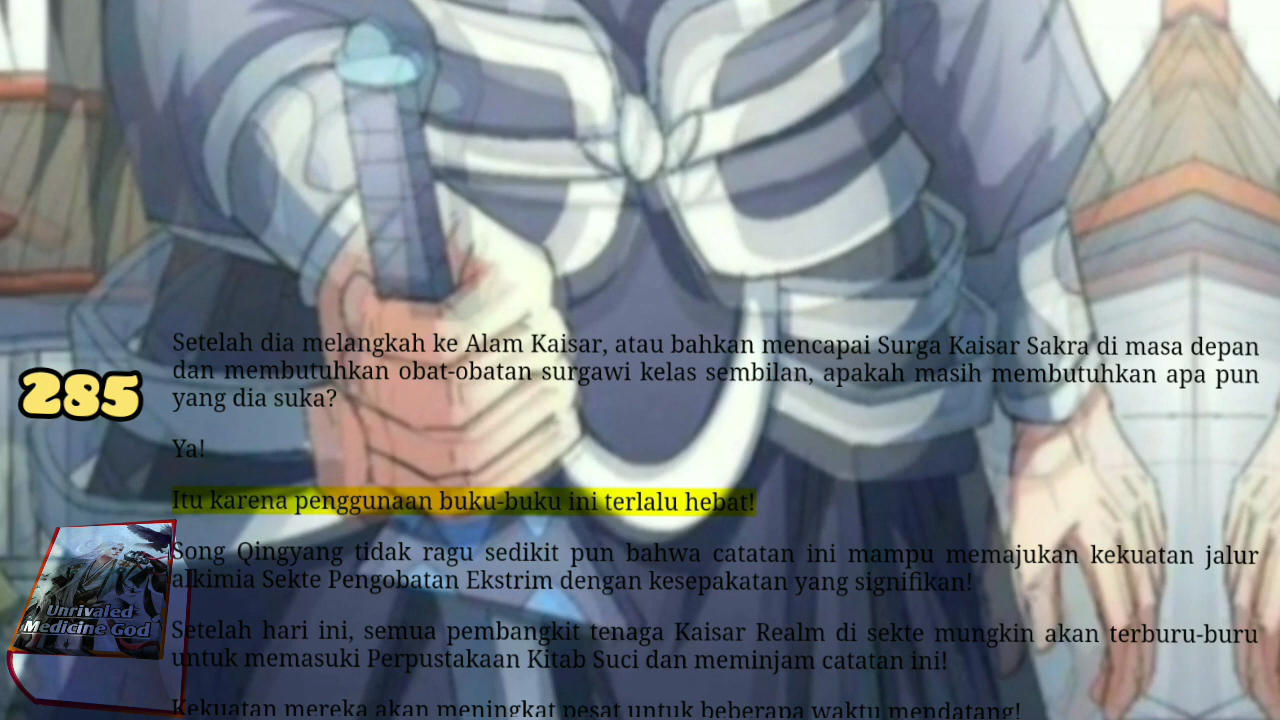 Setelah dia melangkah ke Alam Kaisar, atau bahkan mencapai Surga Kaisar Sakra di masa depan
dan membutuhkan obat-obatan surgawi kelas sembilan, apakah masih membutuhkan apa pun
yang dia suka?
285
Ya!
Itu karena penggunaan buku-buku ini terlalu hebat!
Song Qingyang tidak ragu sedikit pun bahwa catatan ini mampu memajukan kekuatan jalur
alkimia Sekte Pengobatan Ekstrim dengan kesepakatan yang signifikan!
Unrivaled
Medicine God
Setelah hari ini, semua pembangkit tenaga Kaisar Realm di sekte mungkin akan terburu-buru
untuk memasuki Perpustakaan Kitab Suci dan meminjam catatan ini!
Kekuatan mereka akan meningkat pesat untuk beberapa waktu mendatang!